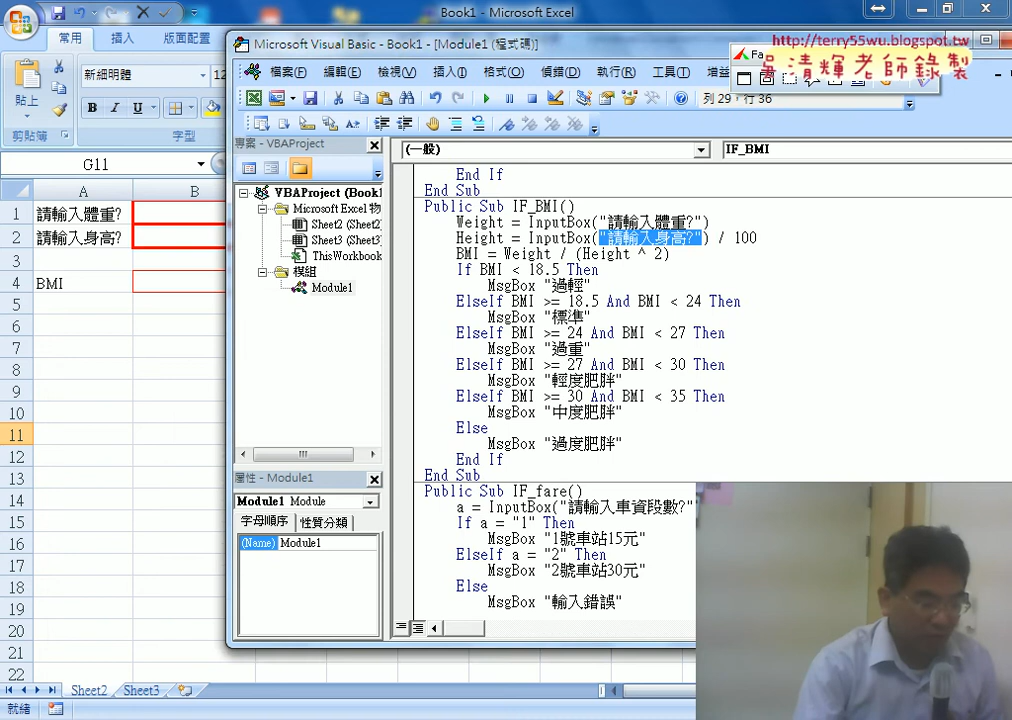 Book1 - Microsoft Excel
常用 插入 版面配置
http://terry55wu.blogspot.tw
吳清輝老師錄製
Microsoft Visual Basic - Book1 - [Module1 (程式碼)]
檔案(F) 編輯(E) 檢視(V) 插入(I) 格式(O) 偵錯(D) 執行(R) 工具(T) 增益
列 29，行 36
新細明體 12
貼上
B I U
剪貼簿 字型
G11
專案 - VBAProject
VBAProject (Book1
Microsoft Excel 物
Sheet2 (Sheet2
Sheet3 (Sheet3
ThisWorkbook
模組
Module1
屬性 - Module1
Module1 Module
字母順序 性質分類
(Name) Module1
A B
1 請輸入體重?
2 請輸入身高?
3
4 BMI
5
6
7
8
9
10
11
12
13
14
15
16
17
18
19
20
21
22
Sheet2 Sheet3
就緒
(一般) IF_BMI
End If
End Sub
Public Sub IF_BMI()
Weight = InputBox("請輸入體重?")
Height = InputBox("請輸入身高?") / 100
BMI = Weight / (Height ^ 2)
If BMI < 18.5 Then
MsgBox "過輕"
ElseIf BMI >= 18.5 And BMI < 24 Then
MsgBox "標準"
ElseIf BMI >= 24 And BMI < 27 Then
MsgBox "過重"
ElseIf BMI >= 27 And BMI < 30 Then
MsgBox "輕度肥胖"
ElseIf BMI >= 30 And BMI < 35 Then
MsgBox "中度肥胖"
Else
MsgBox "過度肥胖"
End If
End Sub
Public Sub IF_fare()
a = InputBox("請輸入車資段數?"
If a = "1" Then
MsgBox "1號車站15元"
ElseIf a = "2" Then
MsgBox "2號車站30元"
Else
MsgBox "輸入錯誤"